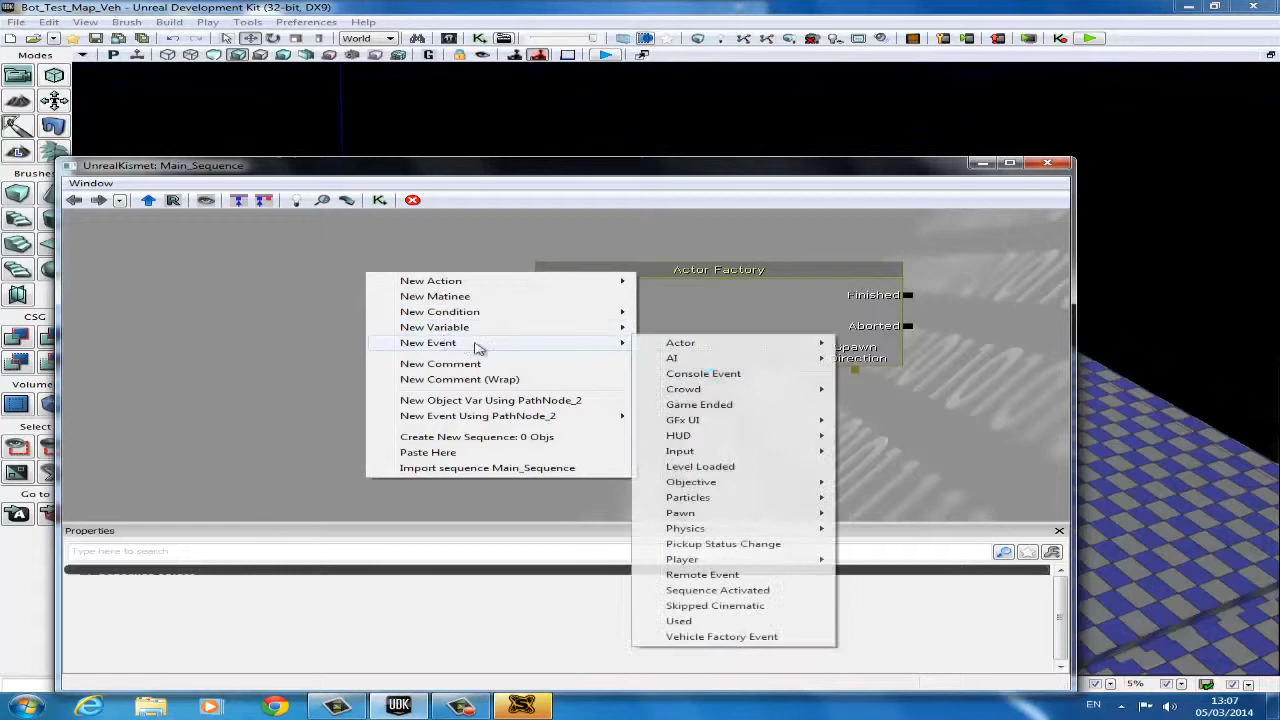 Bot_Test_Map_Veh - Unreal Development Kit (32-bit, DX9)
File Edit View Brush Build Play Tools Preferences Help
World
G
Modes
P
Brushes
CSG
Volumes
Select
Go to
UnrealKismet: Main_Sequence
Window
R
Actor Factory
Finished
Aborted
Spawn
Direction
New Action
New Matinee
New Condition
New Variable
New Event
New Comment
New Comment (Wrap)
New Object Var Using PathNode_2
New Event Using PathNode_2
Create New Sequence: 0 Objs
Paste Here
Import sequence Main_Sequence
Actor
AI
Console Event
Crowd
Game Ended
GFx UI
HUD
Input
Level Loaded
Objective
Particles
Pawn
Physics
Pickup Status Change
Player
Remote Event
Sequence Activated
Skipped Cinematic
Used
Vehicle Factory Event
Properties
Type here to search
5%
UDK
EN
13:07
05/03/2014